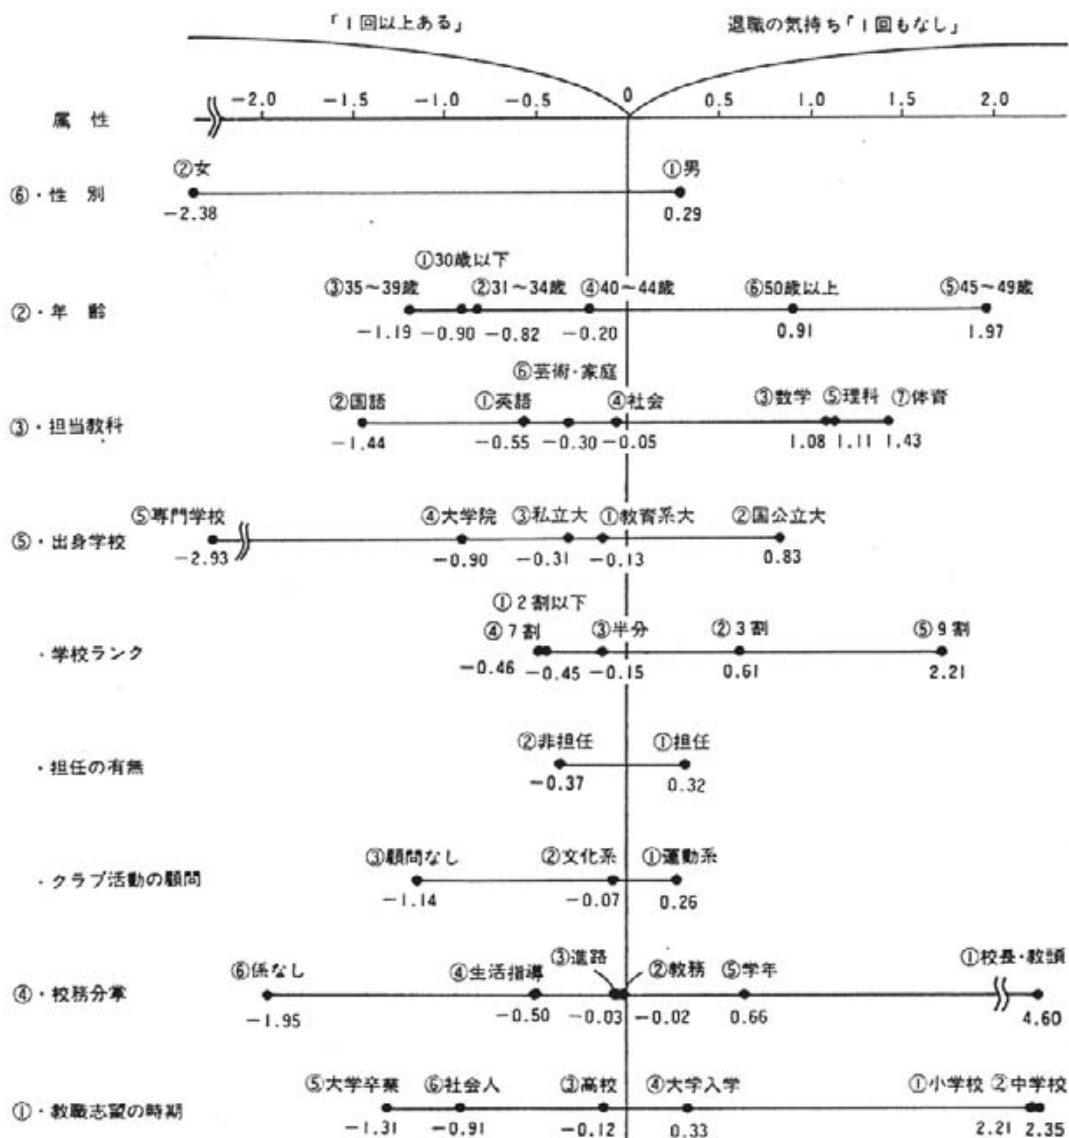 「1回以上ある」 退職の気持ち「1回もなし」
-2.0 -1.5 -1.0 -0.5 0 0.5 1.0 1.5 2.0
属 性
②女 ①男
⑥・性 別
-2.38 0.29
①30歳以下
③35～39歳 ②31～34歳 ④40～44歳 ⑥50歳以上 ⑤45～49歳
②・年 齢
-1.19 -0.90 -0.82 -0.20 0.91 1.97
⑥芸術・家庭
②国語 ①英語 ④社会 ③数学 ⑤理科 ⑦体育
③・担当教科
-1.44 -0.55 -0.30 -0.05 1.08 1.11 1.43
⑤専門学校 ④大学院 ③私立大 ①教育系大 ②国公立大
⑤・出身学校
-2.93 -0.90 -0.31 -0.13 0.83
①2割以下
④7割 ③半分 ②3割 ⑤9割
・学校ランク
-0.46 -0.45 -0.15 0.61 2.21
②非担任 ①担任
・担任の有無
-0.37 0.32
③顧問なし ②文化系 ①運動系
・クラブ活動の顧問
-1.14 -0.07 0.26
③進路
⑥係なし ④生活指導 ②教務 ⑤学年 ①校長・教頭
④・校務分掌
-1.95 -0.50 -0.03 -0.02 0.66 4.60
⑤大学卒業 ⑥社会人 ③高校 ④大学入学 ①小学校 ②中学校
①・教職志望の時期
-1.31 -0.91 -0.12 0.33 2.21 2.35